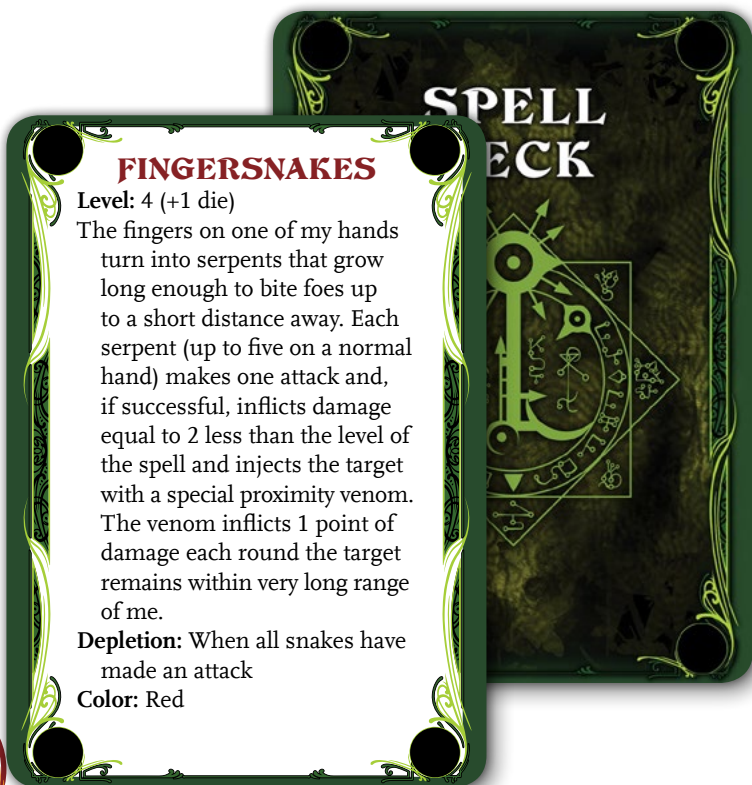 SPELL
ECK
FINGERSNAKES
Level: 4 (+1 die)
The fingers on one of my hands
turn into serpents that grow
long enough to bite foes up
to a short distance away. Each
serpent (up to five on a normal
hand) makes one attack and,
if successful, inflicts damage
equal to 2 less than the level of
the spell and injects the target
with a special proximity venom.
The venom inflicts 1 point of
damage each round the target
remains within very long range
of me.
Depletion: When all snakes have
made an attack
Color: Red